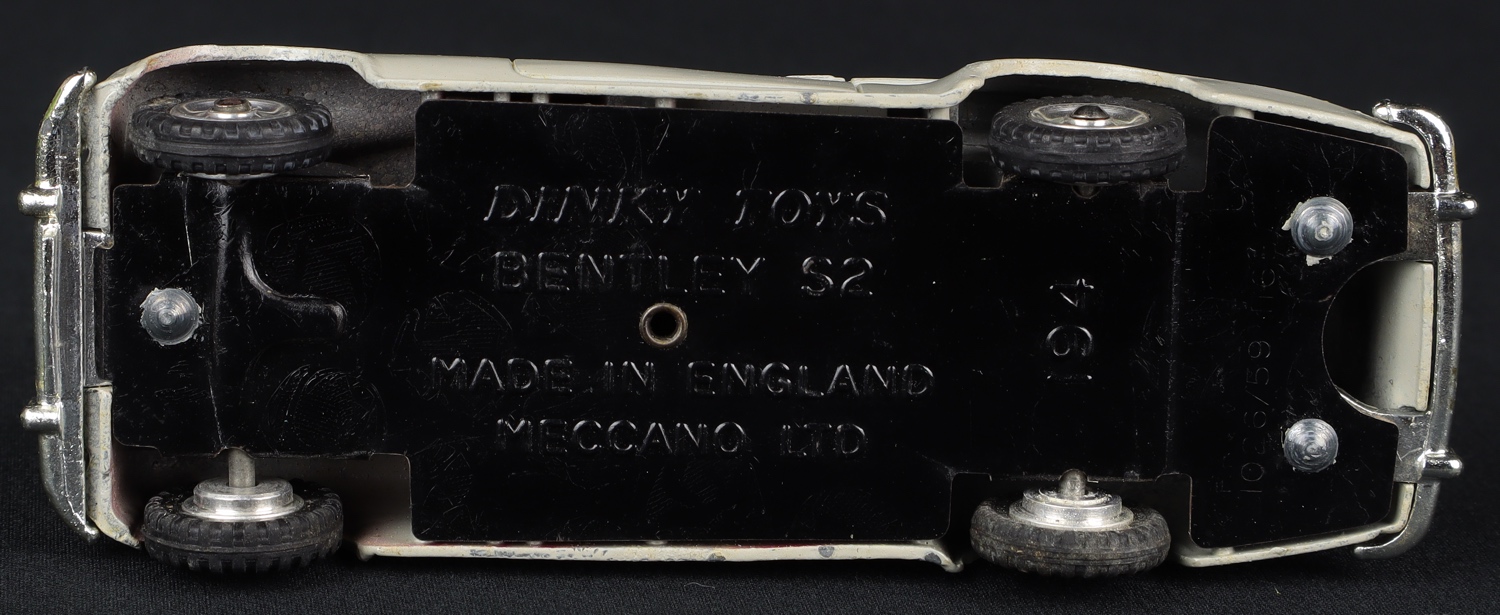 DINKY TOYS
BENTLEY S2
MADE IN ENGLAND
MECCANO LTD
194